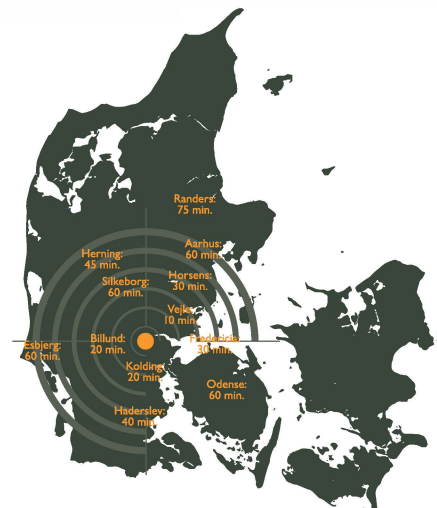 Randers:
75 min.
Aarhus:
60 min.
Herning:
45 min.
Horsens:
30 min.
Silkeborg:
60 min.
Vejle:
10 min.
Esbjerg:
60 min.
Billund:
20 min.
Fredericia:
30 min.
Kolding:
20 min.
Odense:
60 min.
Haderslev:
40 min.